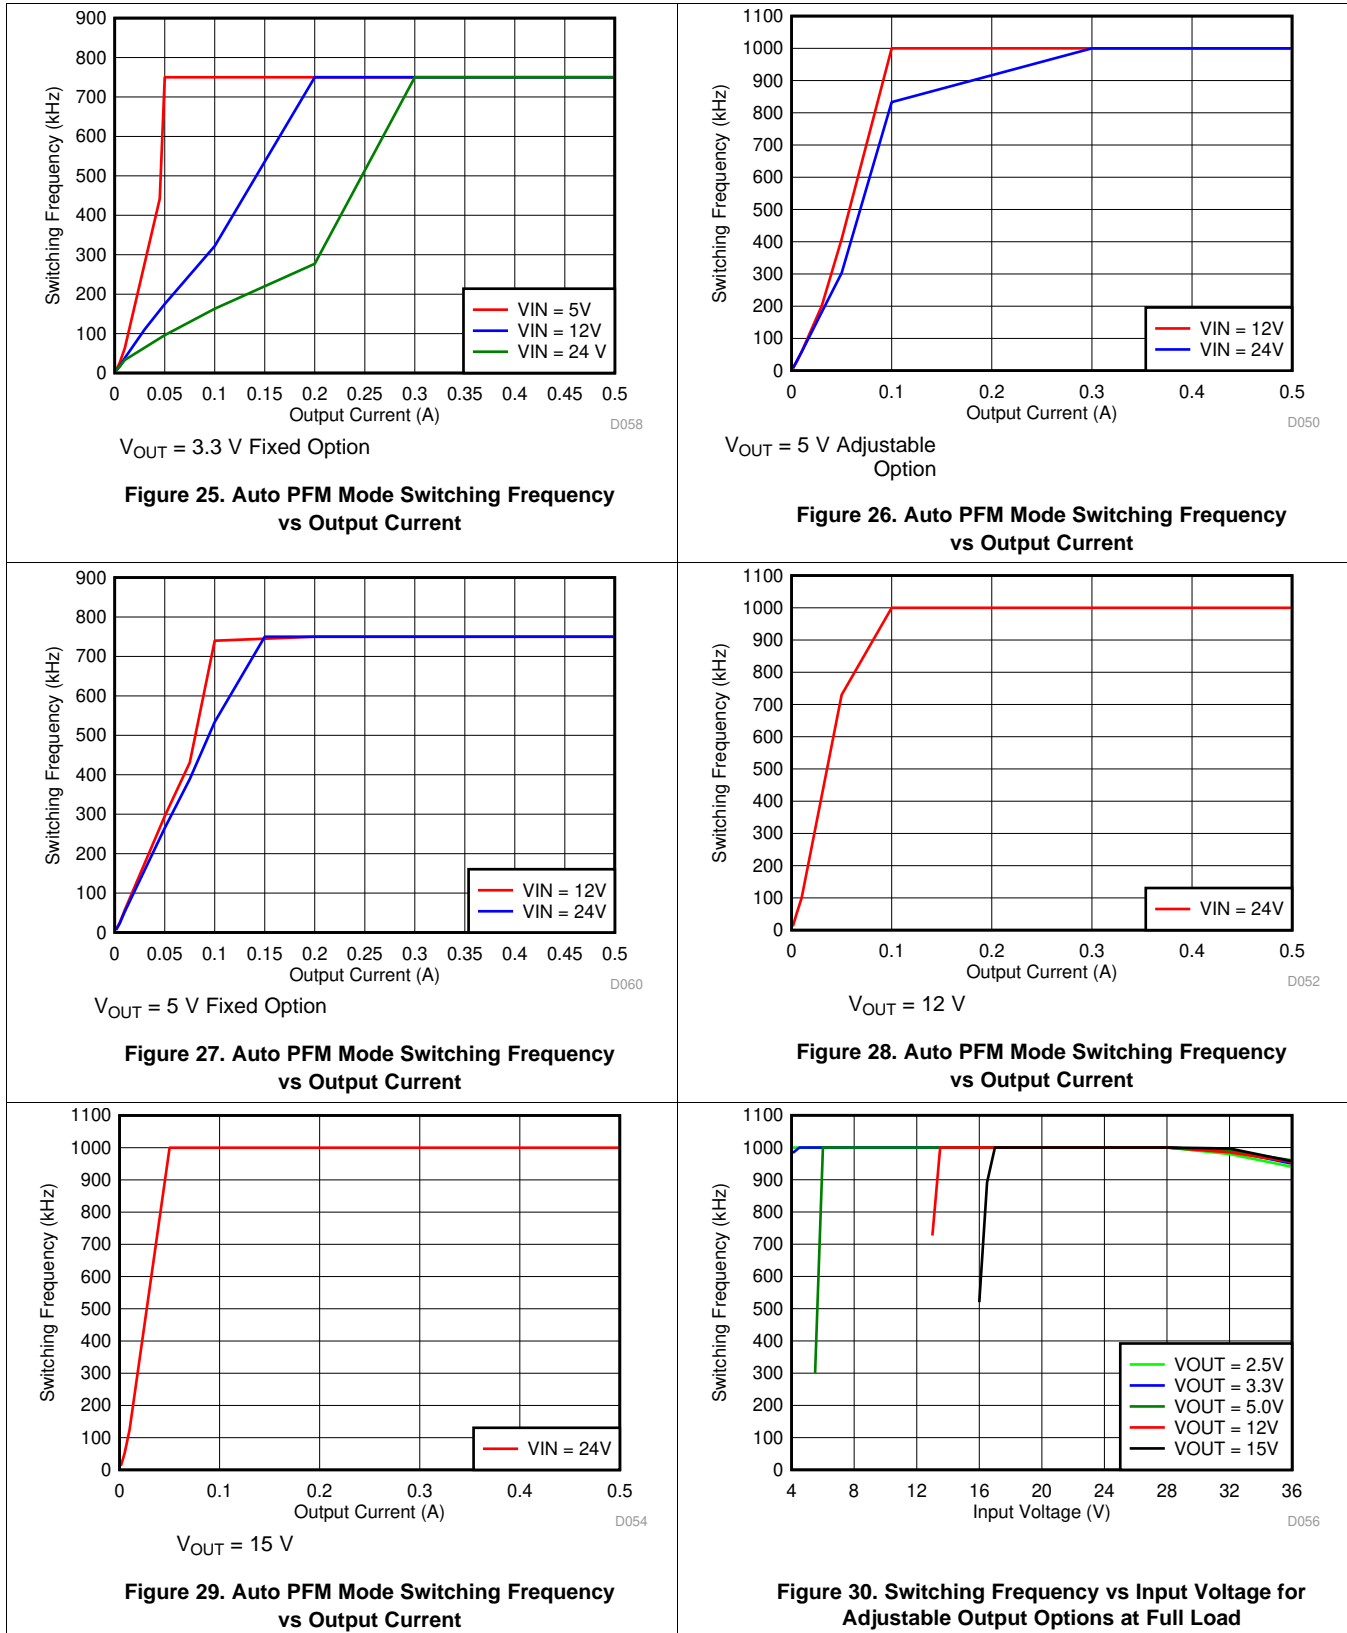 900
800
700
600
500
400
300
200
100
0
Switching Frequency (kHz)
VIN = 5V
VIN = 12V
VIN = 24 V
0 0.05 0.1 0.15 0.2 0.25 0.3 0.35 0.4 0.45 0.5
Output Current (A)
D058
VOUT = 3.3 V Fixed Option
Figure 25. Auto PFM Mode Switching Frequency
vs Output Current
1100
1000
900
800
700
600
500
400
300
200
100
0
Switching Frequency (kHz)
VIN = 12V
VIN = 24V
0 0.1 0.2 0.3 0.4 0.5
Output Current (A)
D050
VOUT = 5 V Adjustable
Option
Figure 26. Auto PFM Mode Switching Frequency
vs Output Current
900
800
700
600
500
400
300
200
100
0
Switching Frequency (kHz)
VIN = 12V
VIN = 24V
0 0.05 0.1 0.15 0.2 0.25 0.3 0.35 0.4 0.45 0.5
Output Current (A)
D060
VOUT = 5 V Fixed Option
Figure 27. Auto PFM Mode Switching Frequency
vs Output Current
1100
1000
900
800
700
600
500
400
300
200
100
0
Switching Frequency (kHz)
VIN = 24V
0 0.1 0.2 0.3 0.4 0.5
Output Current (A)
D052
VOUT = 12 V
Figure 28. Auto PFM Mode Switching Frequency
vs Output Current
1100
1000
900
800
700
600
500
400
300
200
100
0
Switching Frequency (kHz)
VIN = 24V
0 0.1 0.2 0.3 0.4 0.5
Output Current (A)
D054
VOUT = 15 V
Figure 29. Auto PFM Mode Switching Frequency
vs Output Current
1100
1000
900
800
700
600
500
400
300
200
100
0
Switching Frequency (kHz)
VOUT = 2.5V
VOUT = 3.3V
VOUT = 5.0V
VOUT = 12V
VOUT = 15V
4 8 12 16 20 24 28 32 36
Input Voltage (V)
D056
Figure 30. Switching Frequency vs Input Voltage for
Adjustable Output Options at Full Load